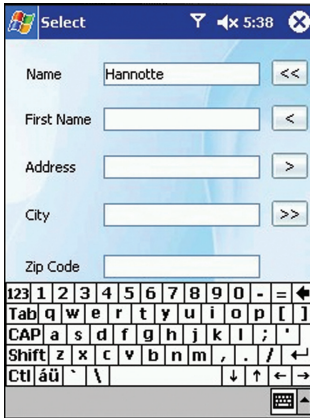 Select 5:38
Name Hannotte <<
First Name <
Address >
City >>
Zip Code
123 1 2 3 4 5 6 7 8 9 0 - =
Tab q w e r t y u i o p [ ]
CAP a s d f g h j k l ; '
Shift z x c v b n m , . /
Ctl áü ` \